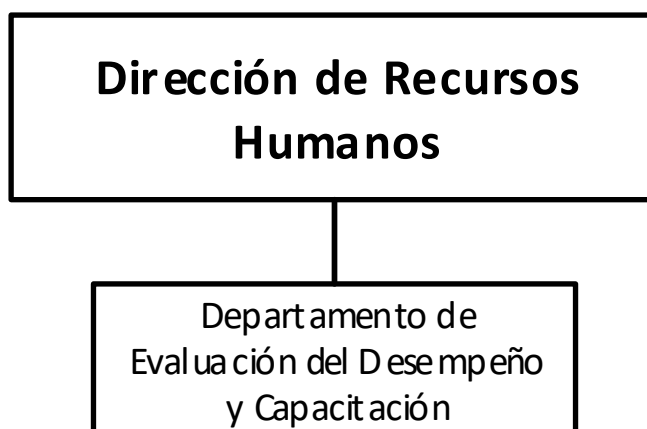 Dirección de Recursos
Humanos
Departamento de
Evaluación del Desempeño
y Capacitación